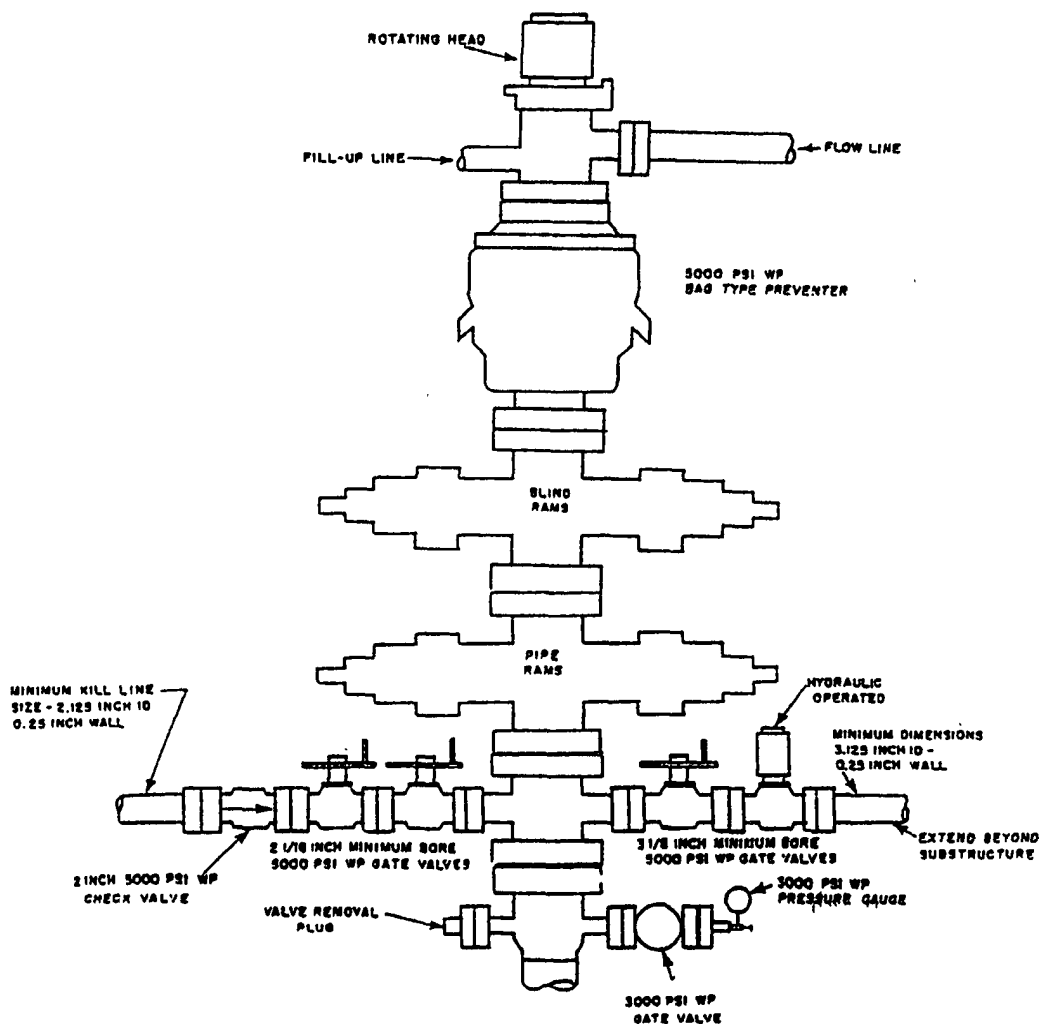 ROTATING HEAD
FILL-UP LINE
FLOW LINE
5000 PSI WP
BAG TYPE PREVENTER
BLIND
RAMS
PIPE
RAMS
MINIMUM KILL LINE
SIZE - 2.125 INCH ID
0.25 INCH WALL
HYDRAULIC
OPERATED
MINIMUM DIMENSIONS
3.125 INCH ID -
0.25 INCH WALL
2 1/16 INCH MINIMUM BORE
5000 PSI WP GATE VALVES
3 1/8 INCH MINIMUM BORE
5000 PSI WP GATE VALVES
EXTEND BEYOND
SUBSTRUCTURE
2 INCH 5000 PSI WP
CHECK VALVE
VALVE REMOVAL
PLUG
3000 PSI WP
PRESSURE GAUGE
3000 PSI WP
GATE VALVE